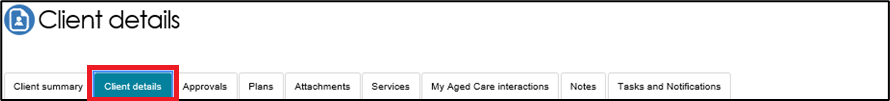 Client details
Client summary Client details Approvals Plans Attachments Services My Aged Care interactions Notes Tasks and Notifications